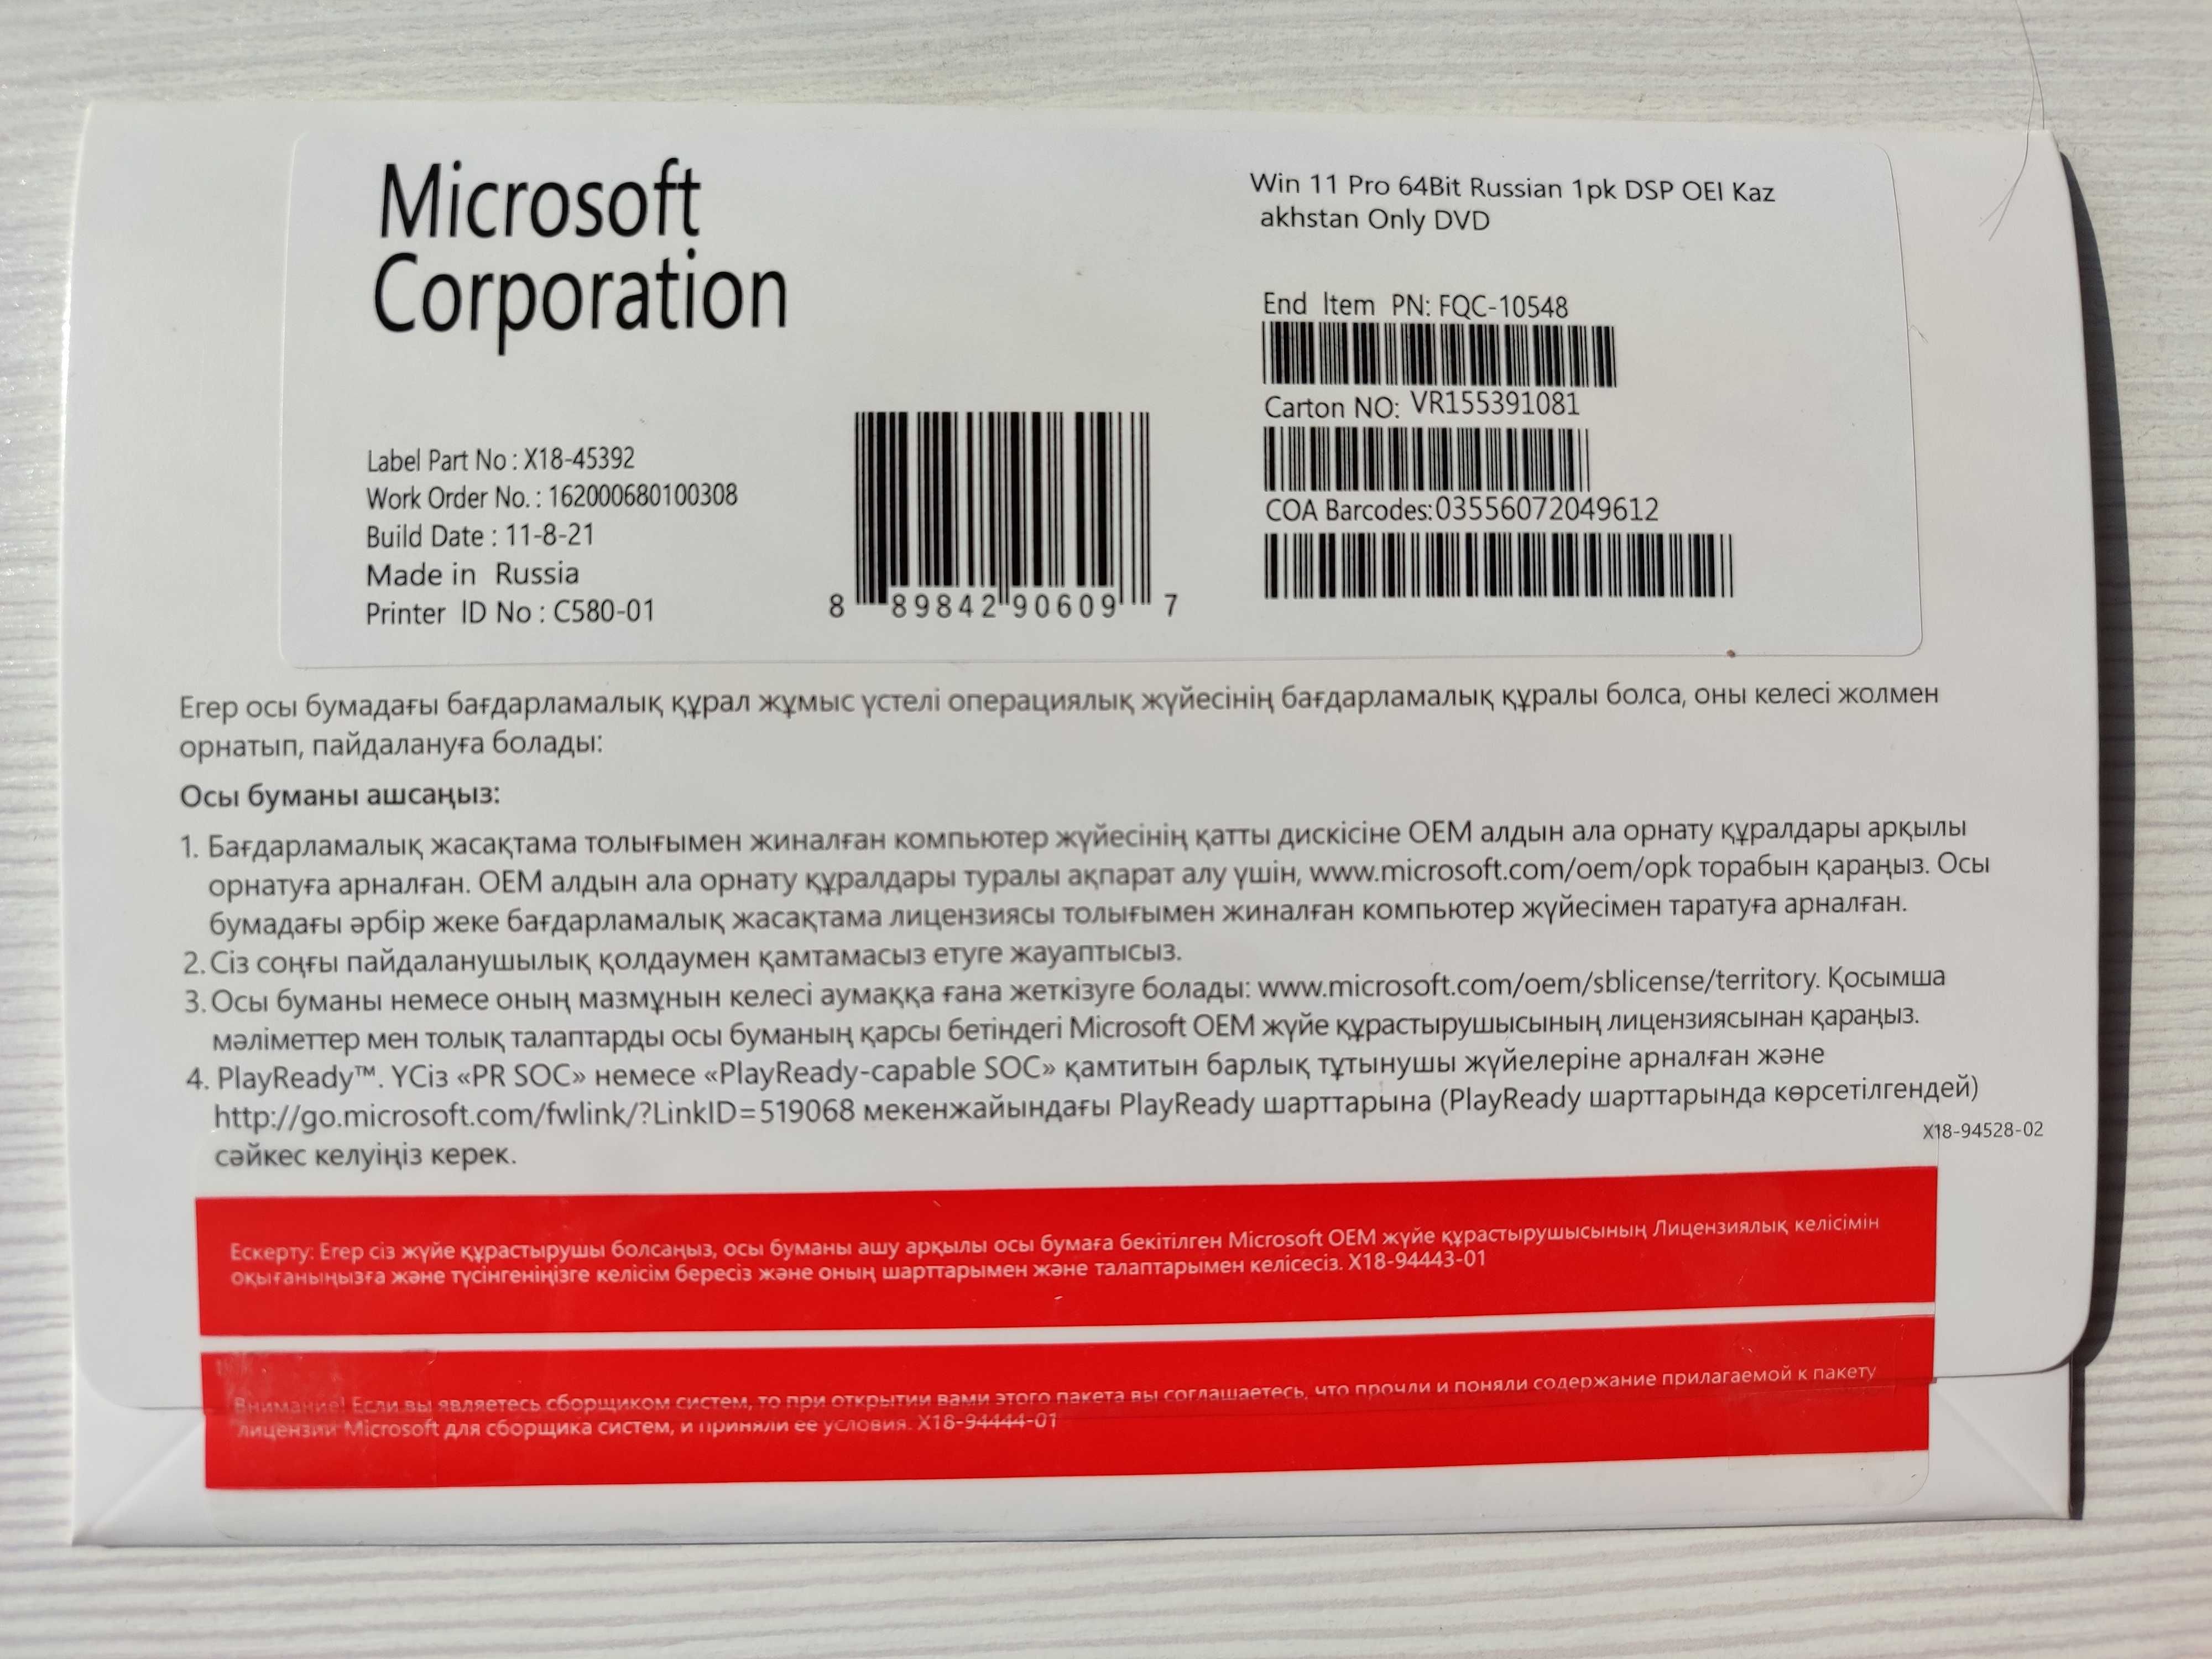 Microsoft
Corporation
Label Part No : X18-45392
Work Order No. : 162000680100308
Build Date : 11-8-21
Made in Russia
Printer ID No : C580-01
8 89842 90609 7
Win 11 Pro 64Bit Russian 1pk DSP OEI Kaz
akhstan Only DVD
End Item PN: FQC-10548
Carton NO: VR155391081
COA Barcodes:03556072049612
Егер осы бумадағы бағдарламалық құрал жұмыс үстелі операциялық жүйесінің бағдарламалық құралы болса, оны келесі жолмен
орнатып, пайдалануға болады:
Осы буманы ашсаңыз:
1. Бағдарламалық жасақтама толығымен жиналған компьютер жүйесінің қатты дискісіне OEM алдын ала орнату құралдары арқылы
орнатуға арналған. OEM алдын ала орнату құралдары туралы ақпарат алу үшін, www.microsoft.com/oem/opk торабын қараңыз. Осы
бумадағы әрбір жеке бағдарламалық жасақтама лицензиясы толығымен жиналған компьютер жүйесімен таратуға арналған.
2. Сіз соңғы пайдаланушылық қолдаумен қамтамасыз етуге жауаптысыз.
3. Осы буманы немесе оның мазмұнын келесі аумаққа ғана жеткізуге болады: www.microsoft.com/oem/sblicense/territory. Қосымша
мәліметтер мен толық талаптарды осы буманың қарсы бетіндегі Microsoft OEM жүйе құрастырушысының лицензиясынан қараңыз.
4. PlayReady™. ҮСіз «PR SOC» немесе «PlayReady-capable SOC» қамтитын барлық тұтынушы жүйелеріне арналған және
http://go.microsoft.com/fwlink/?LinkID=519068 мекенжайындағы PlayReady шарттарына (PlayReady шарттарында көрсетілгендей)
сәйкес келуіңіз керек.
X18-94528-02
Ескерту: Егер сіз жүйе құрастырушы болсаңыз, осы буманы ашу арқылы осы бумаға бекітілген Microsoft OEM жүйе құрастырушысының Лицензиялық келісімін
оқығаныңызға және түсінгеніңізге келісім бересіз және оның шарттарымен және талаптарымен келісесіз. X18-94443-01
Внимание! Если вы являетесь сборщиком систем, то при открытии вами этого пакета вы соглашаетесь, что прочли и поняли содержание прилагаемой к пакету
лицензии Microsoft для сборщика систем, и приняли ее условия. X18-94444-01